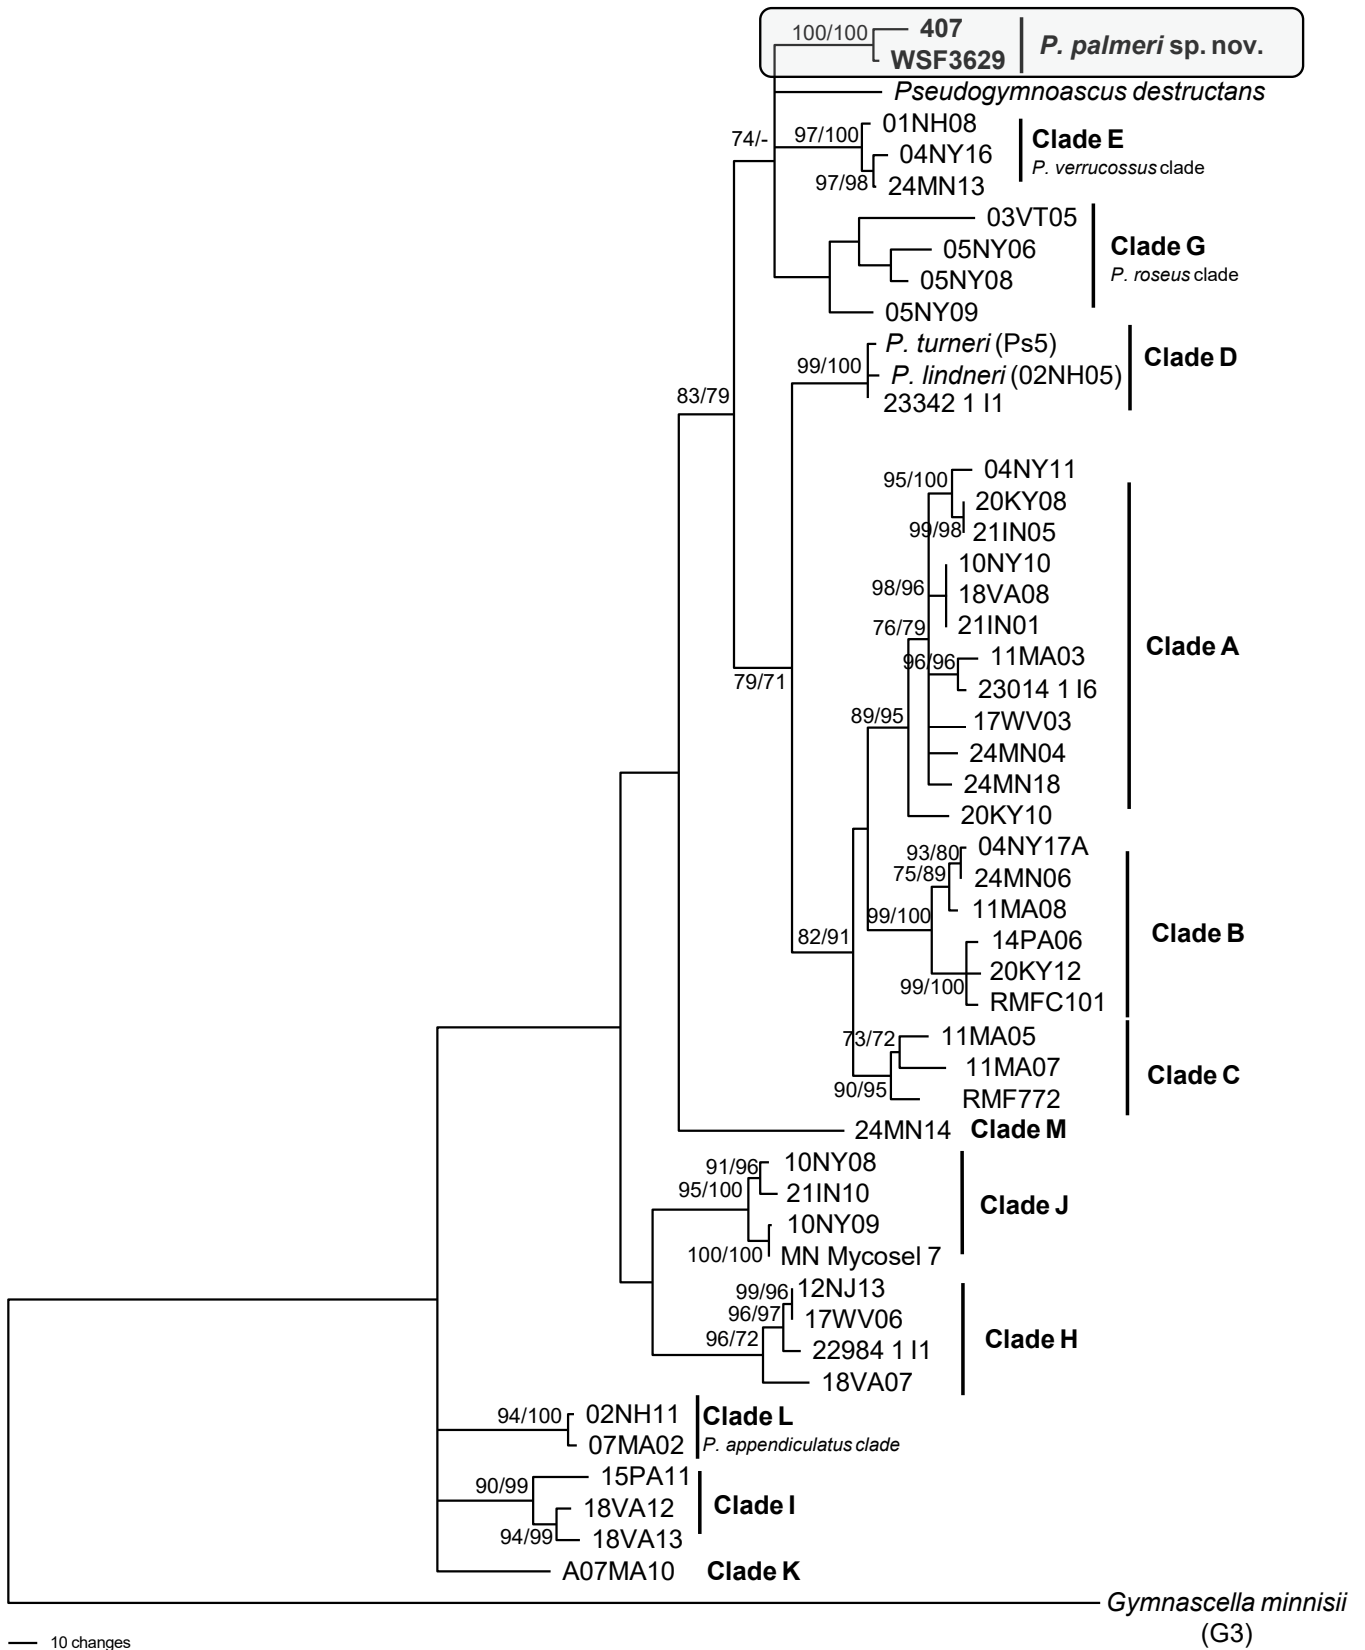 100/100
407
WSF3629
P. palmeri sp. nov.
Pseudogymnoascus destructans
74/-
97/100
01NH08
04NY16
97/98
24MN13
Clade E
P. verrucossus clade
03VT05
05NY06
05NY08
05NY09
Clade G
P. roseus clade
83/79
99/100
P. turneri (Ps5)
P. lindneri (02NH05)
23342 1 I1
Clade D
79/71
95/100
04NY11
20KY08
99/98
21IN05
10NY10
98/96
18VA08
21IN01
76/79
11MA03
96/96
23014 1 I6
89/95
17WV03
24MN04
24MN18
20KY10
Clade A
93/80
04NY17A
75/89
24MN06
11MA08
99/100
14PA06
20KY12
99/100
RMFC101
Clade B
82/91
73/72
11MA05
11MA07
90/95
RMF772
Clade C
24MN14
Clade M
91/96
10NY08
95/100
21IN10
10NY09
100/100
MN Mycosel 7
Clade J
99/96
12NJ13
96/97
17WV06
96/72
22984 1 I1
18VA07
Clade H
94/100
02NH11
07MA02
Clade L
P. appendiculatus clade
15PA11
90/99
18VA12
94/99
18VA13
Clade I
A07MA10
Clade K
Gymnascella minnisii
(G3)
10 changes